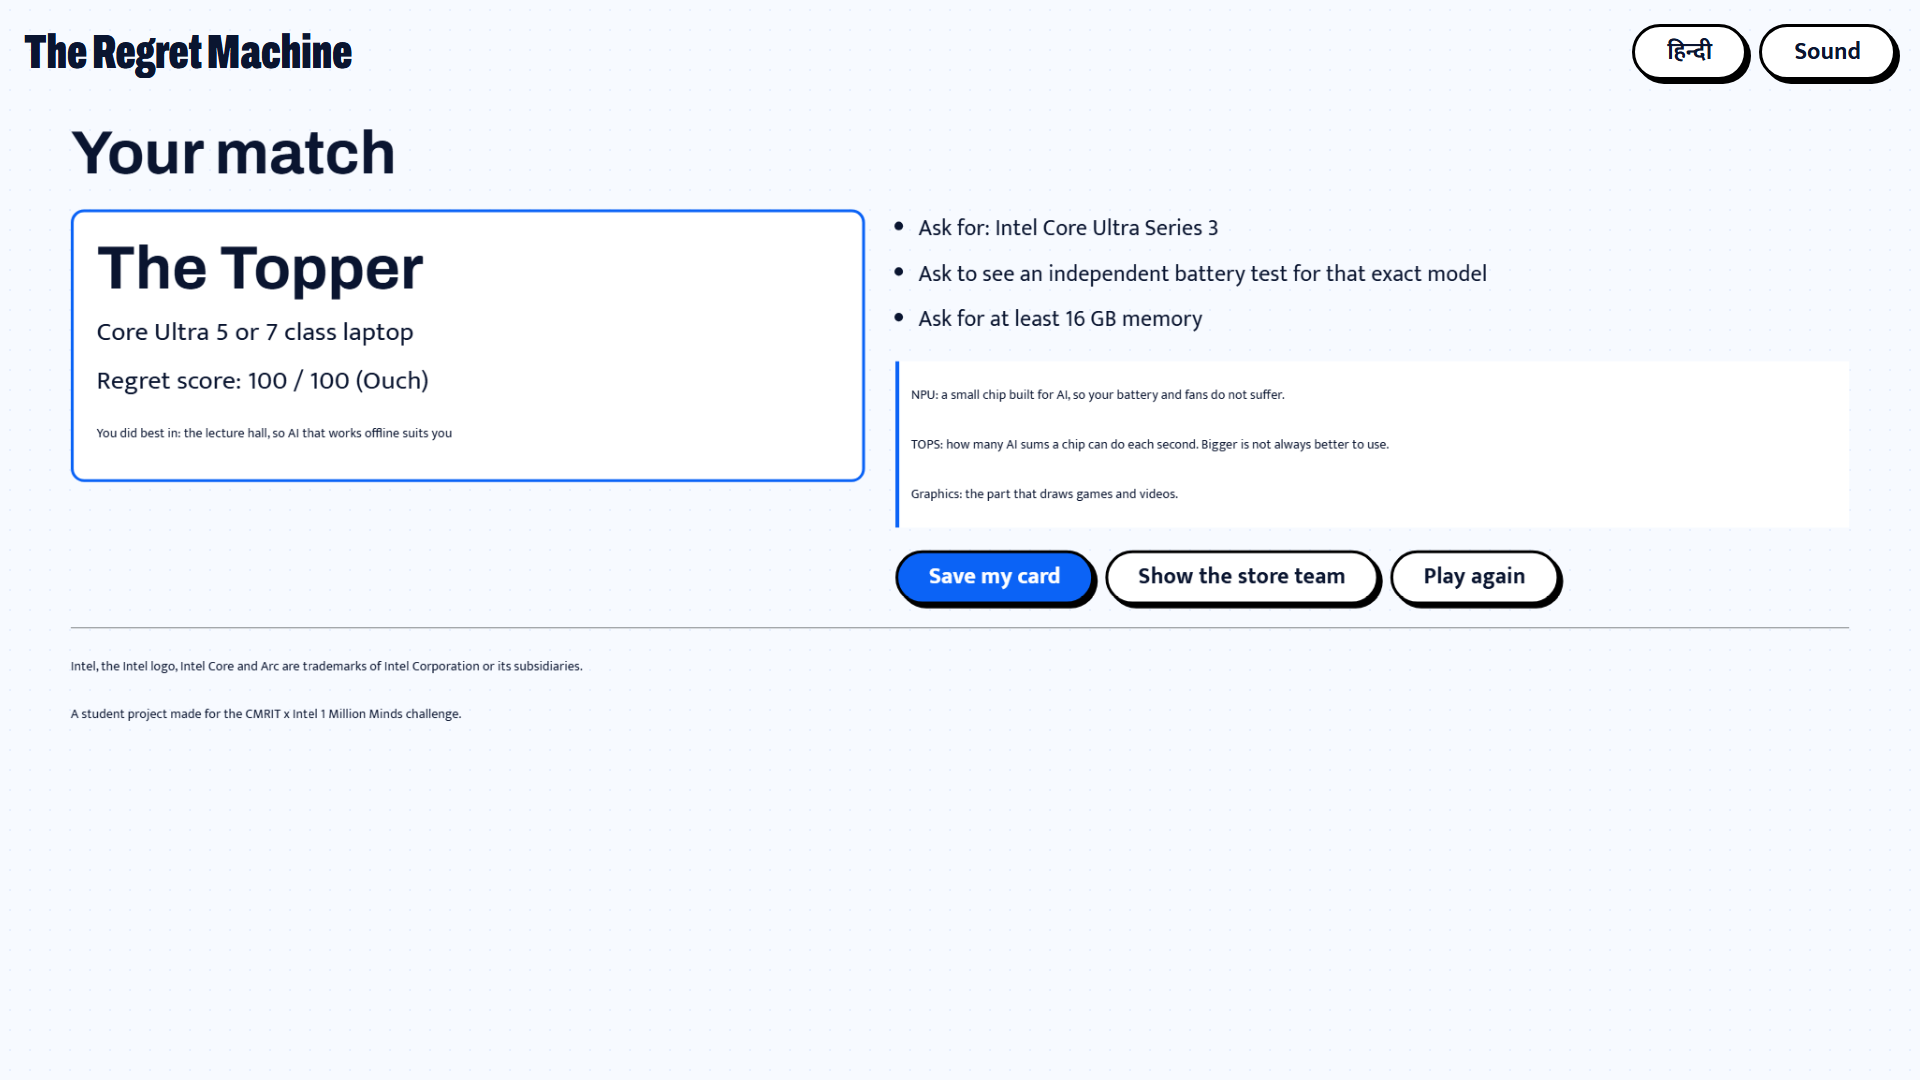 The Regret Machine
हिन्दी
Sound
Your match
The Topper
Core Ultra 5 or 7 class laptop
Regret score: 100 / 100 (Ouch)
You did best in: the lecture hall, so AI that works offline suits you
Ask for: Intel Core Ultra Series 3
Ask to see an independent battery test for that exact model
Ask for at least 16 GB memory
NPU: a small chip built for AI, so your battery and fans do not suffer.
TOPS: how many AI sums a chip can do each second. Bigger is not always better to use.
Graphics: the part that draws games and videos.
Save my card
Show the store team
Play again
Intel, the Intel logo, Intel Core and Arc are trademarks of Intel Corporation or its subsidiaries.
A student project made for the CMRIT x Intel 1 Million Minds challenge.